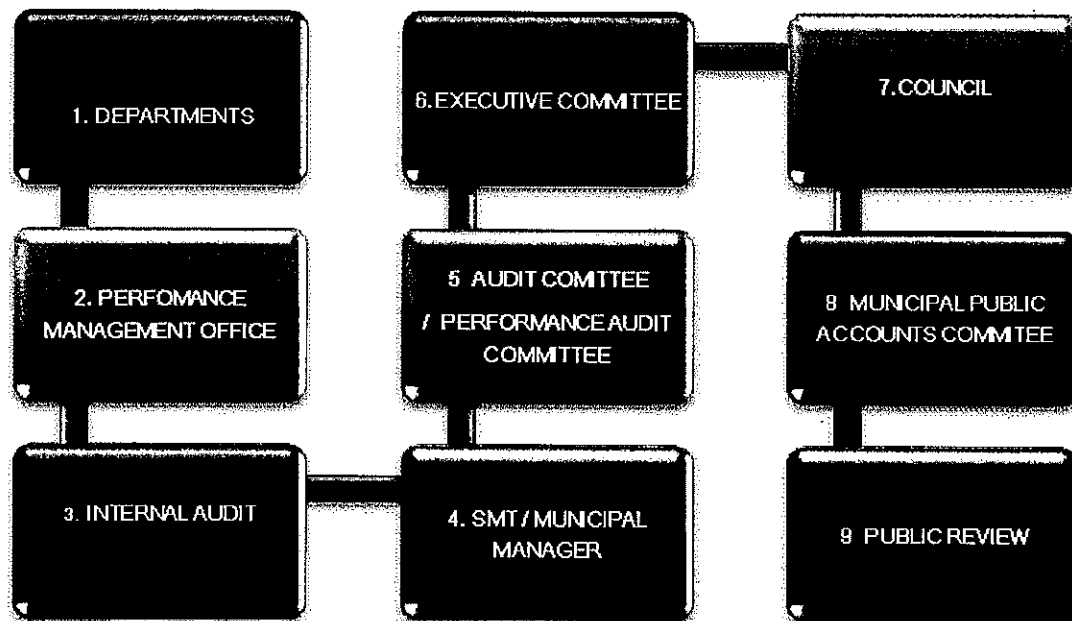 1. DEPARTMENTS
2. PERFOMANCE
MANAGEMENT OFFICE
3. INTERNAL AUDIT
4. SMT / MUNICIPAL
MANAGER
5 AUDIT COMITTEE
/ PERFORMANCE AUDIT
COMMITTEE
6.EXECUTIVE COMMITTEE
7.COUNCIL
8 MUNICIPAL PUBLIC
ACCOUNTS COMMITEE
9 PUBLIC REVIEW